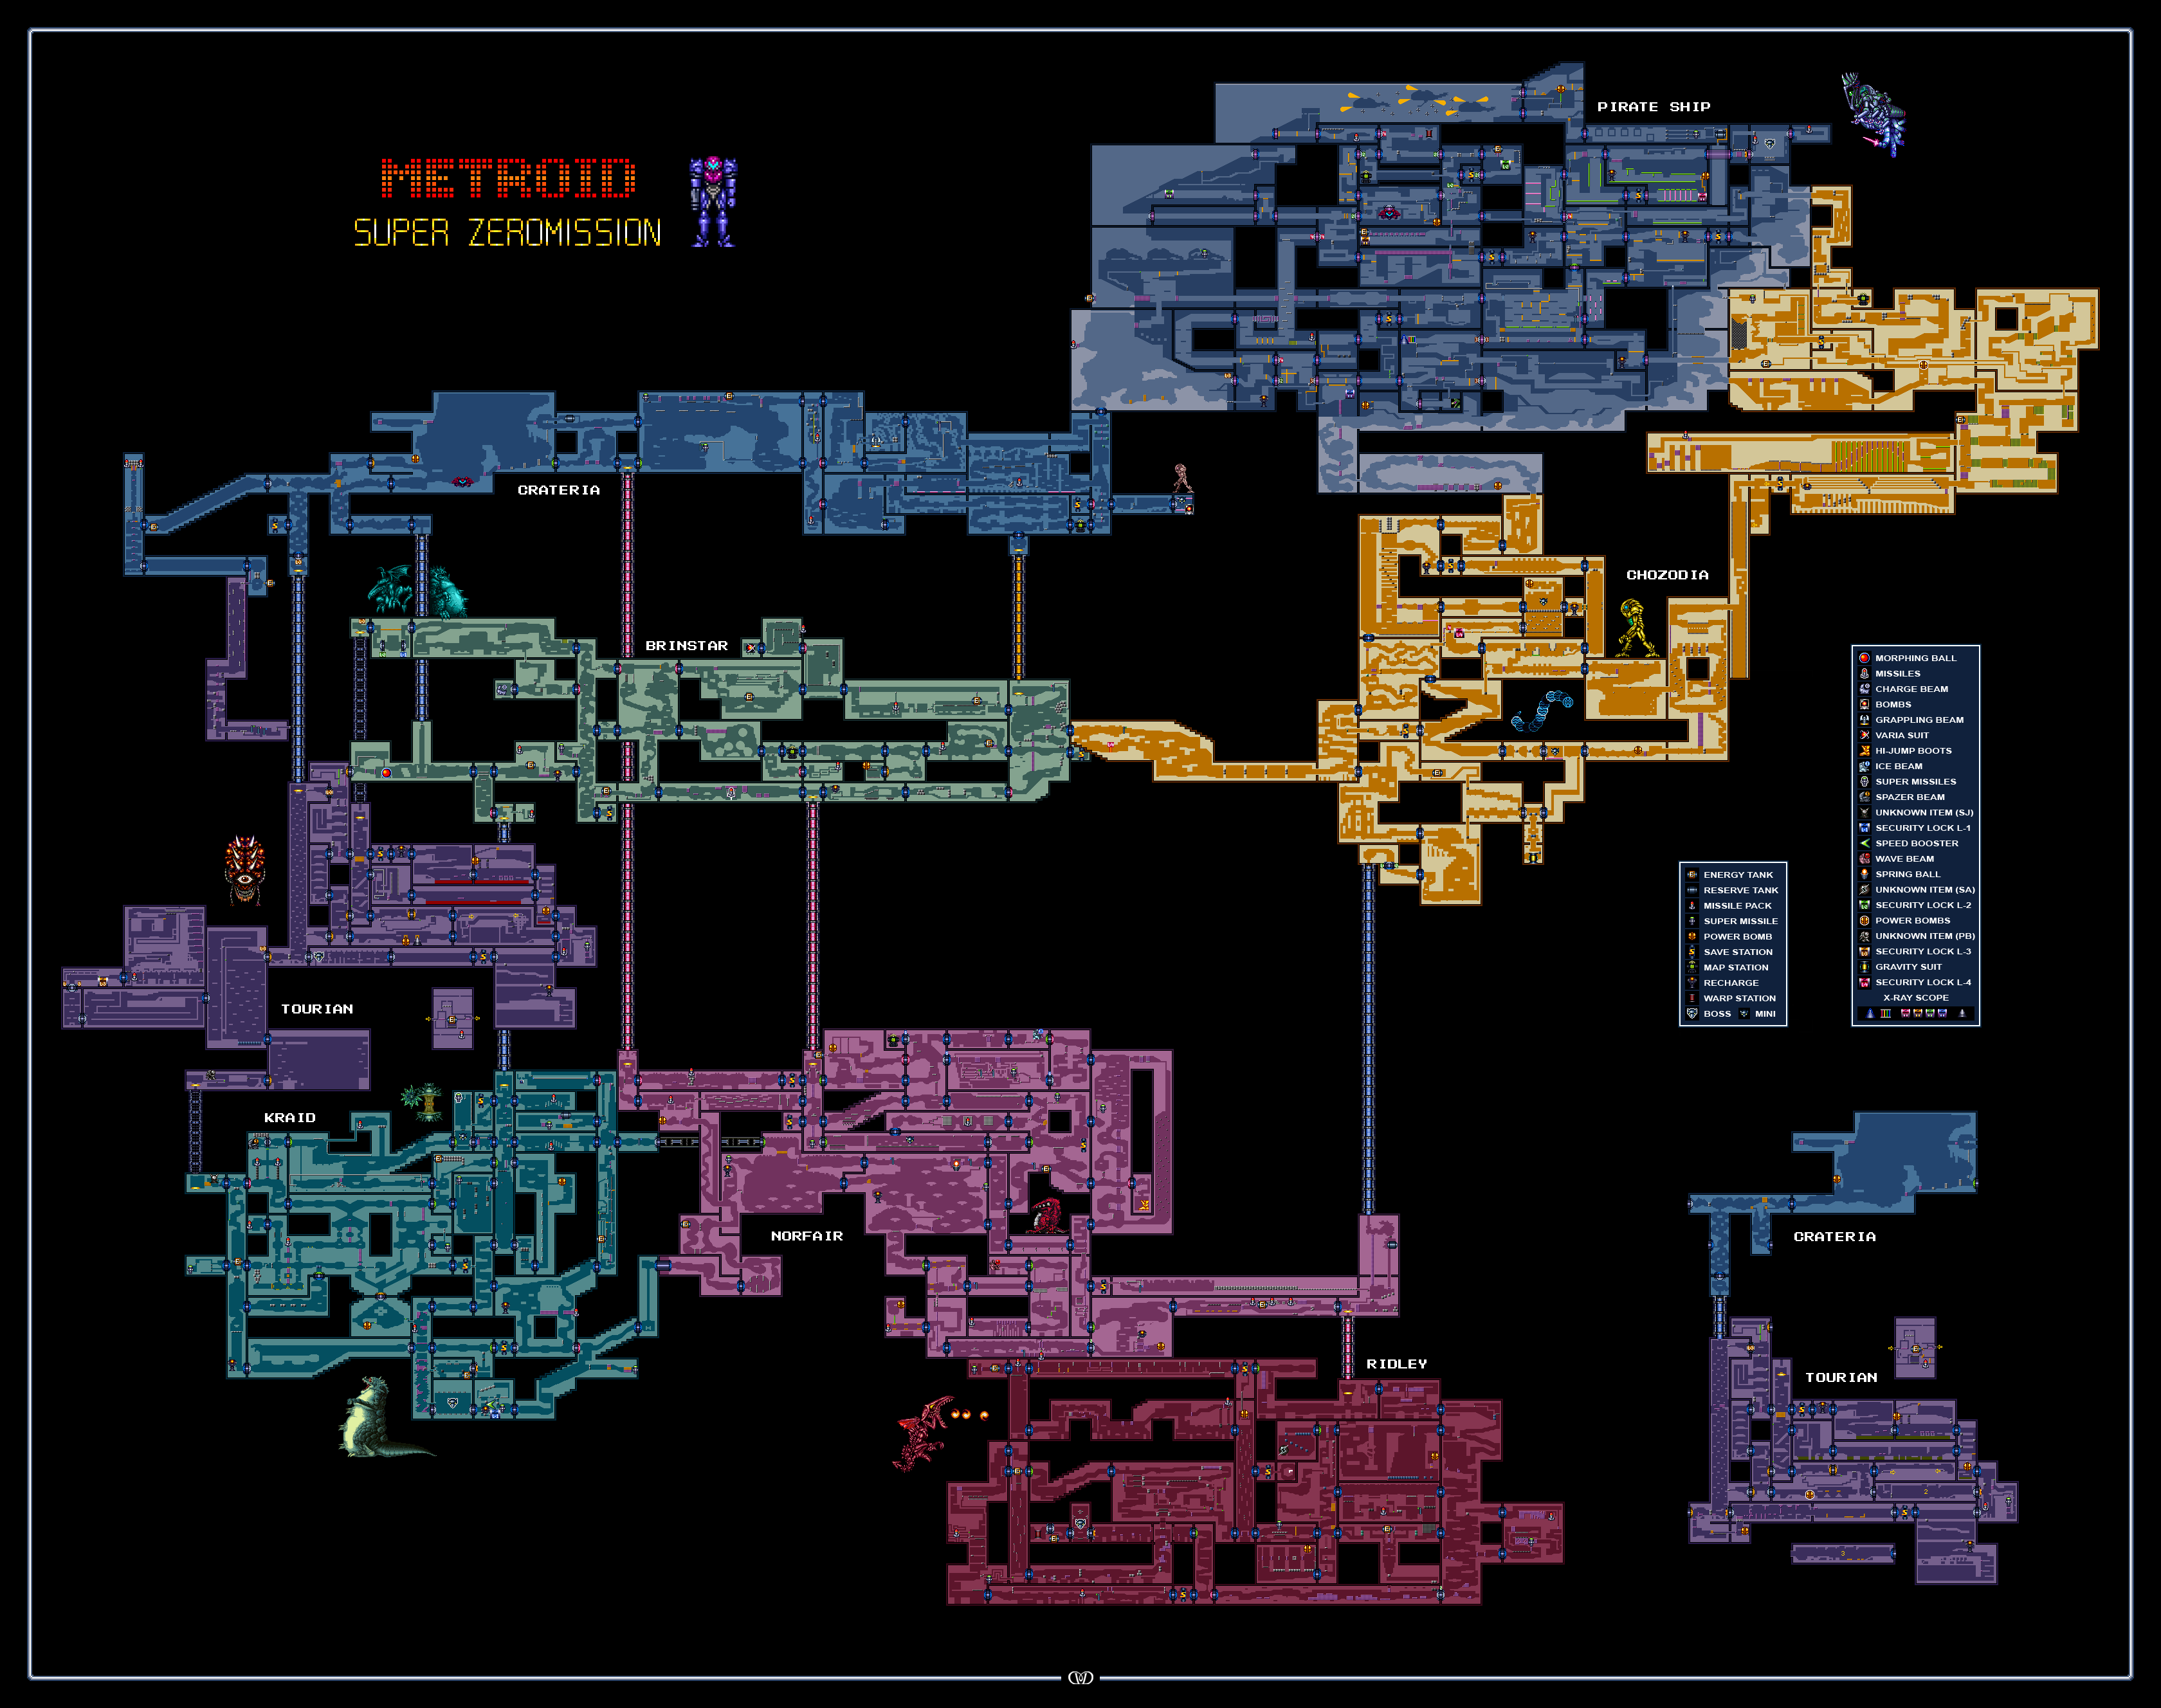 METROID
SUPER ZEROMISSION
PIRATE SHIP
CRATERIA
CHOZODIA
BRINSTAR
TOURIAN
KRAID
NORFAIR
RIDLEY
MORPHING BALL
MISSILES
CHARGE BEAM
BOMBS
GRAPPLING BEAM
VARIA SUIT
HI-JUMP BOOTS
ICE BEAM
SUPER MISSILES
SPAZER BEAM
UNKNOWN ITEM (SJ)
SECURITY LOCK L-1
SPEED BOOSTER
WAVE BEAM
SPRING BALL
UNKNOWN ITEM (SA)
SECURITY LOCK L-2
POWER BOMBS
UNKNOWN ITEM (PB)
SECURITY LOCK L-3
GRAVITY SUIT
SECURITY LOCK L-4
X-RAY SCOPE
ENERGY TANK
RESERVE TANK
MISSILE PACK
SUPER MISSILE
POWER BOMB
SAVE STATION
MAP STATION
RECHARGE
WARP STATION
BOSS MINI
CRATERIA
TOURIAN
2
3